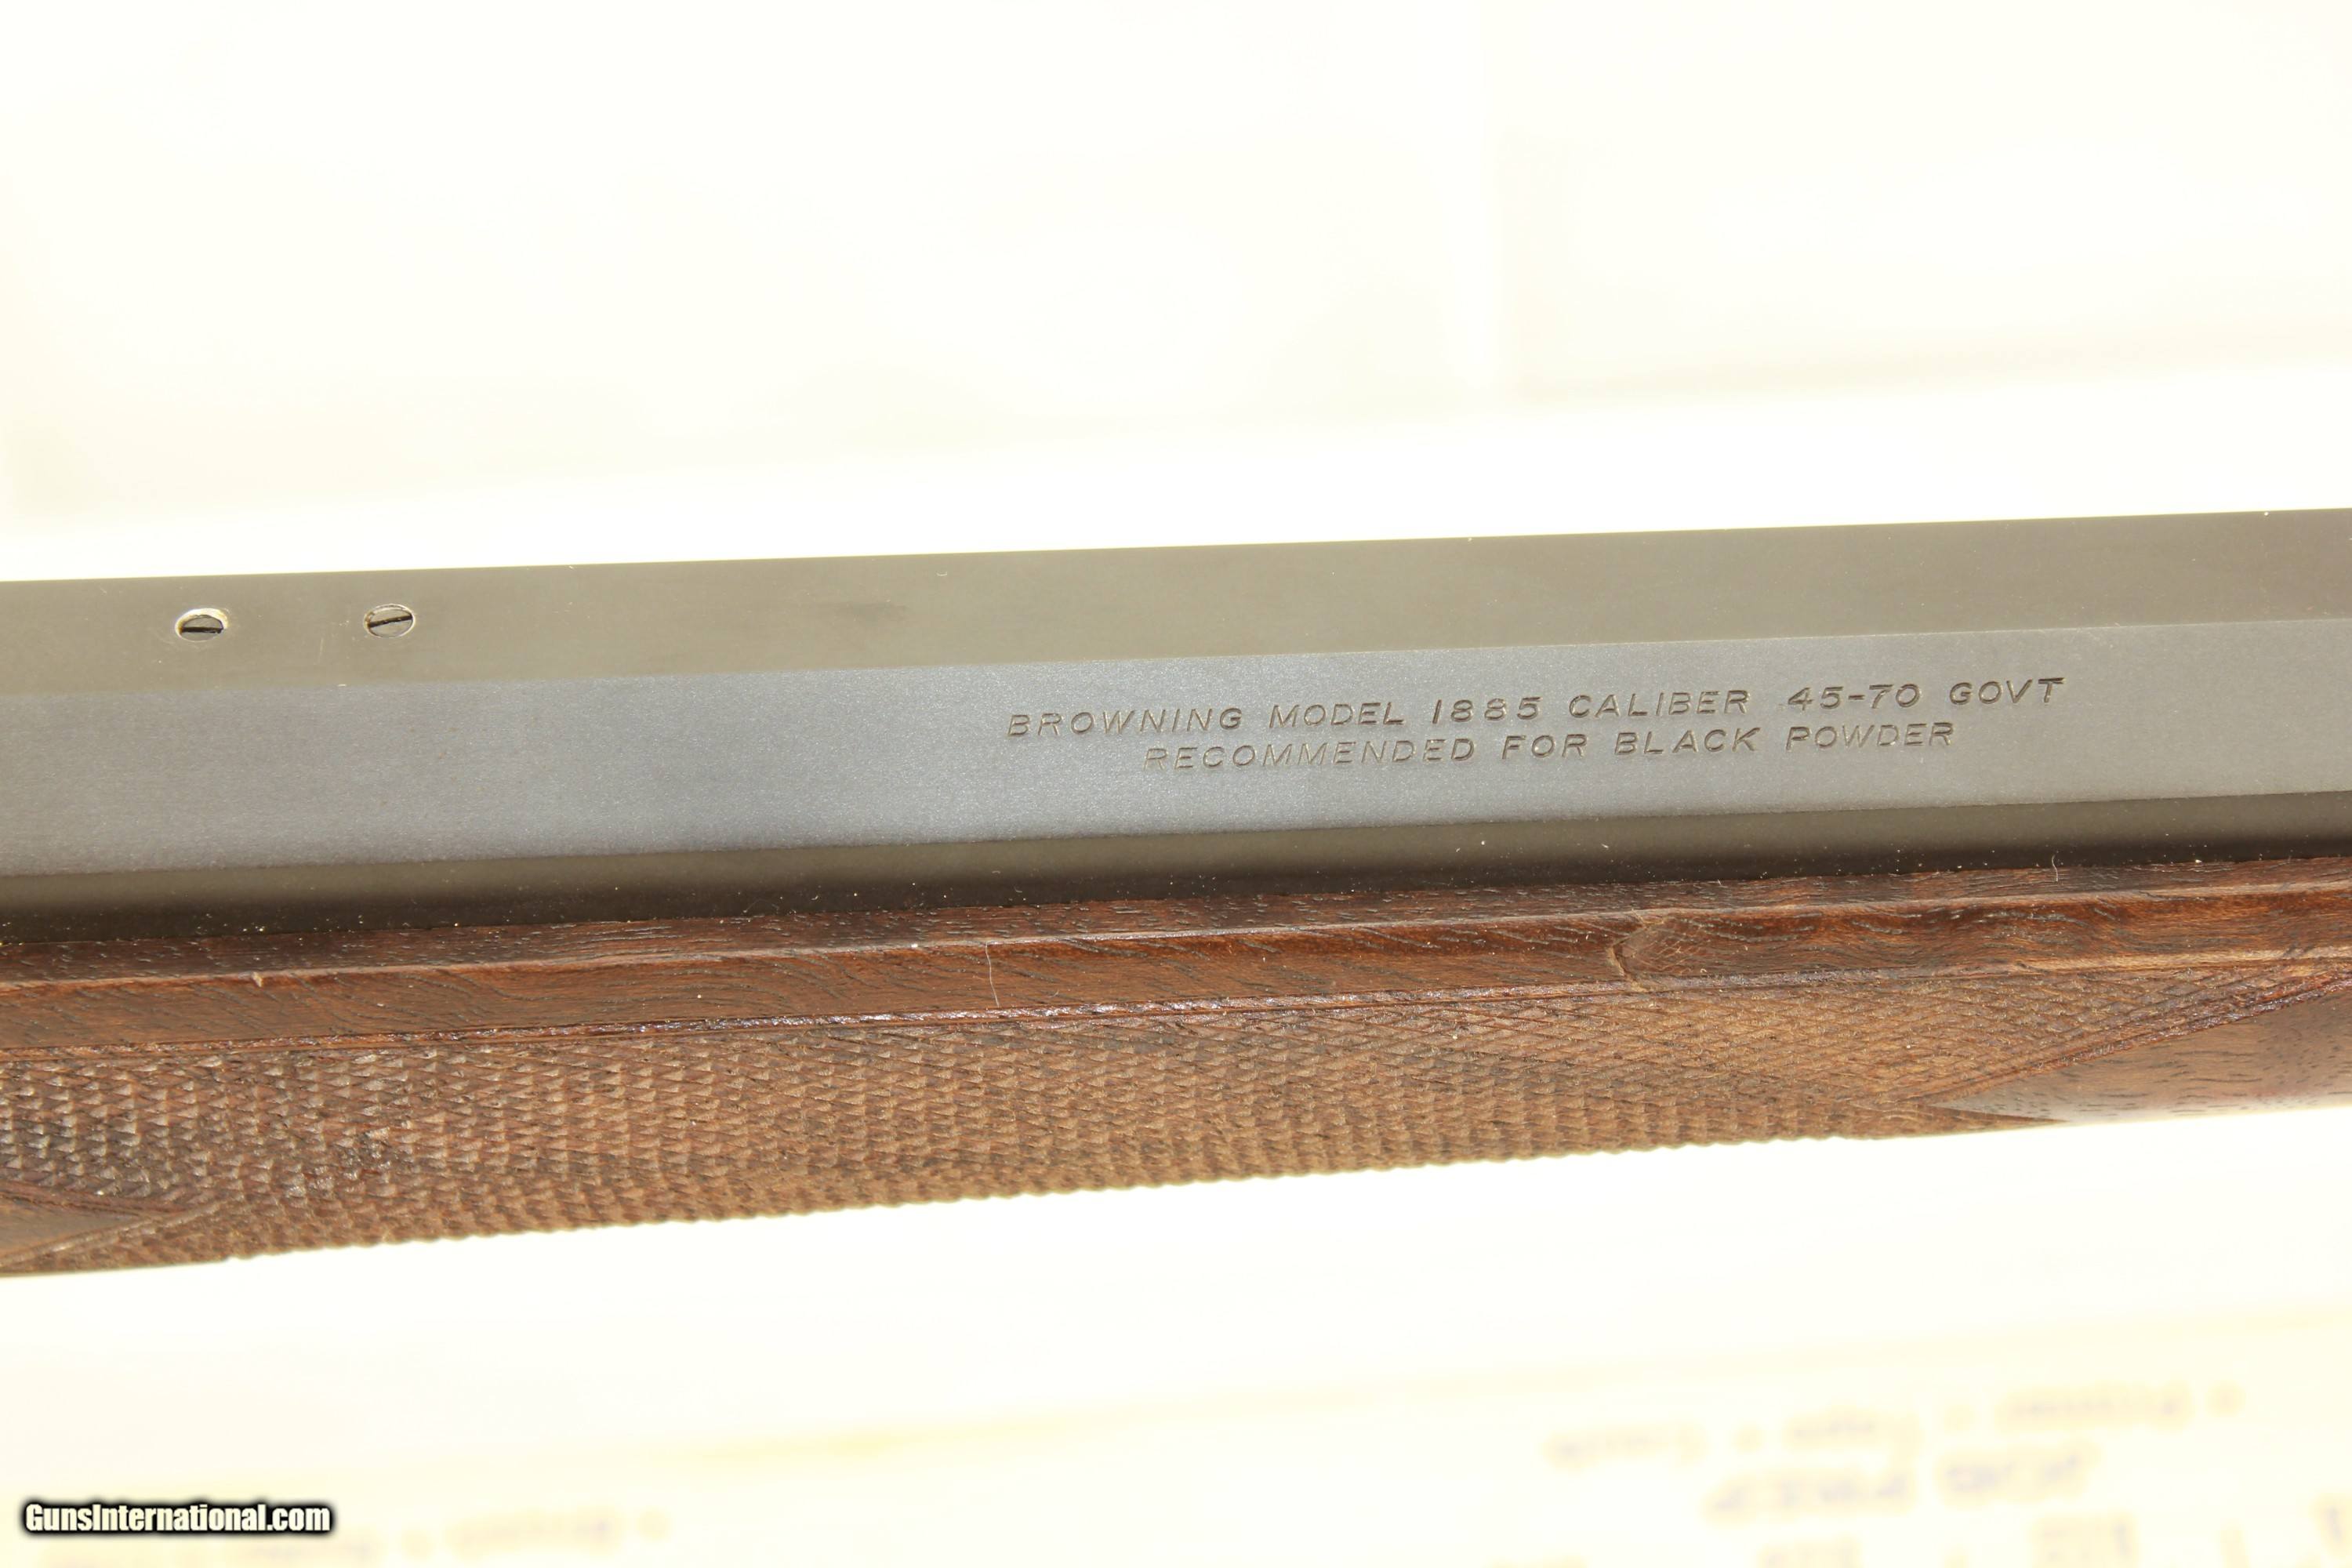 BROWNING MODEL 1885 CALIBER .45-70 GOVT
RECOMMENDED FOR BLACK POWDER
GunsInternational.com